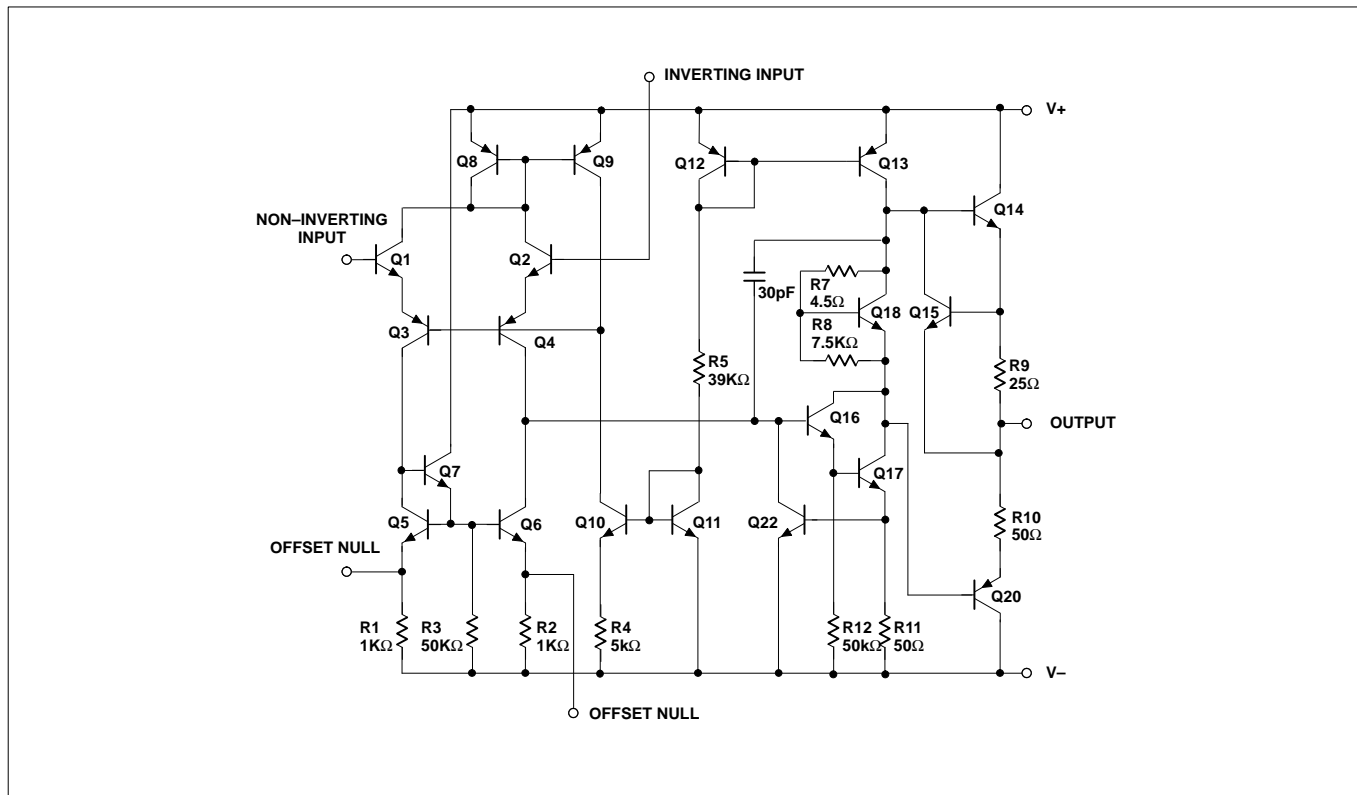 INVERTING INPUT
V+
Q8
Q9
Q12
Q13
NON–INVERTING
INPUT
Q14
Q1
Q2
30pF
R7
4.5Ω
Q18
Q15
Q3
Q4
R8
7.5KΩ
R5
39KΩ
R9
25Ω
Q16
OUTPUT
Q7
Q17
Q5
Q6
Q10
Q11
Q22
R10
50Ω
OFFSET NULL
Q20
R1
1KΩ
R3
50KΩ
R2
1KΩ
R4
5kΩ
R12
50kΩ
R11
50Ω
V–
OFFSET NULL